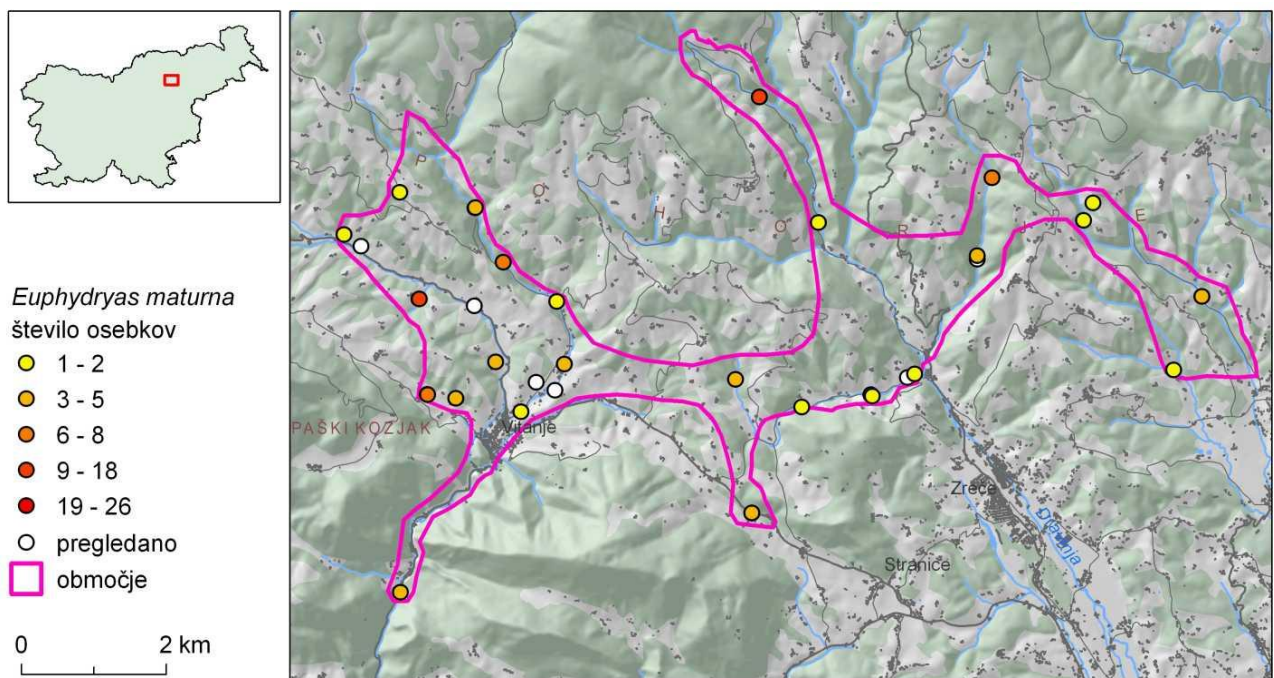 Euphydryas maturna
število osebkov
1 - 2
3 - 5
6 - 8
9 - 18
19 - 26
pregledano
območje
0 2 km
P O H O R J E
PAŠKI KOZJAK
Vitanje
Zreče
Dravinja
Stranice